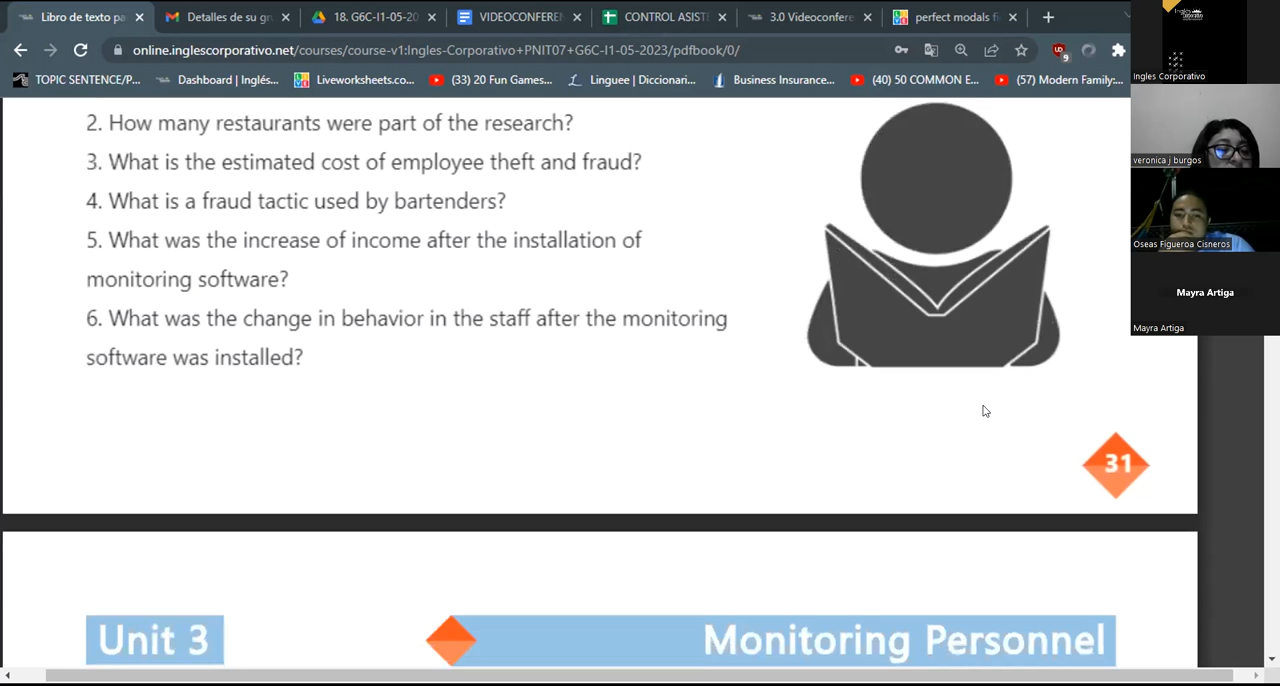 Libro de texto pa
Detalles de su gr
18. G6C-I1-05-20
VIDEOCONFEREN
CONTROL ASIST
3.0 Videoconfere
perfect modals fi
online.inglescorporativo.net/courses/course-v1:Ingles-Corporativo+PNIT07+G6C-I1-05-2023/pdfbook/0/
9
TOPIC SENTENCE/P...
Dashboard | Inglés...
Liveworksheets.co...
(33) 20 Fun Games...
Linguee | Diccionari...
Business Insurance...
(40) 50 COMMON E...
(57) Modern Family:...
Ingles Corporativo
veronica j burgos
Oseas Figueroa Cisneros
Mayra Artiga
Mayra Artiga
2. How many restaurants were part of the research?
3. What is the estimated cost of employee theft and fraud?
4. What is a fraud tactic used by bartenders?
5. What was the increase of income after the installation of
monitoring software?
6. What was the change in behavior in the staff after the monitoring
software was installed?
31
Unit 3
Monitoring Personnel